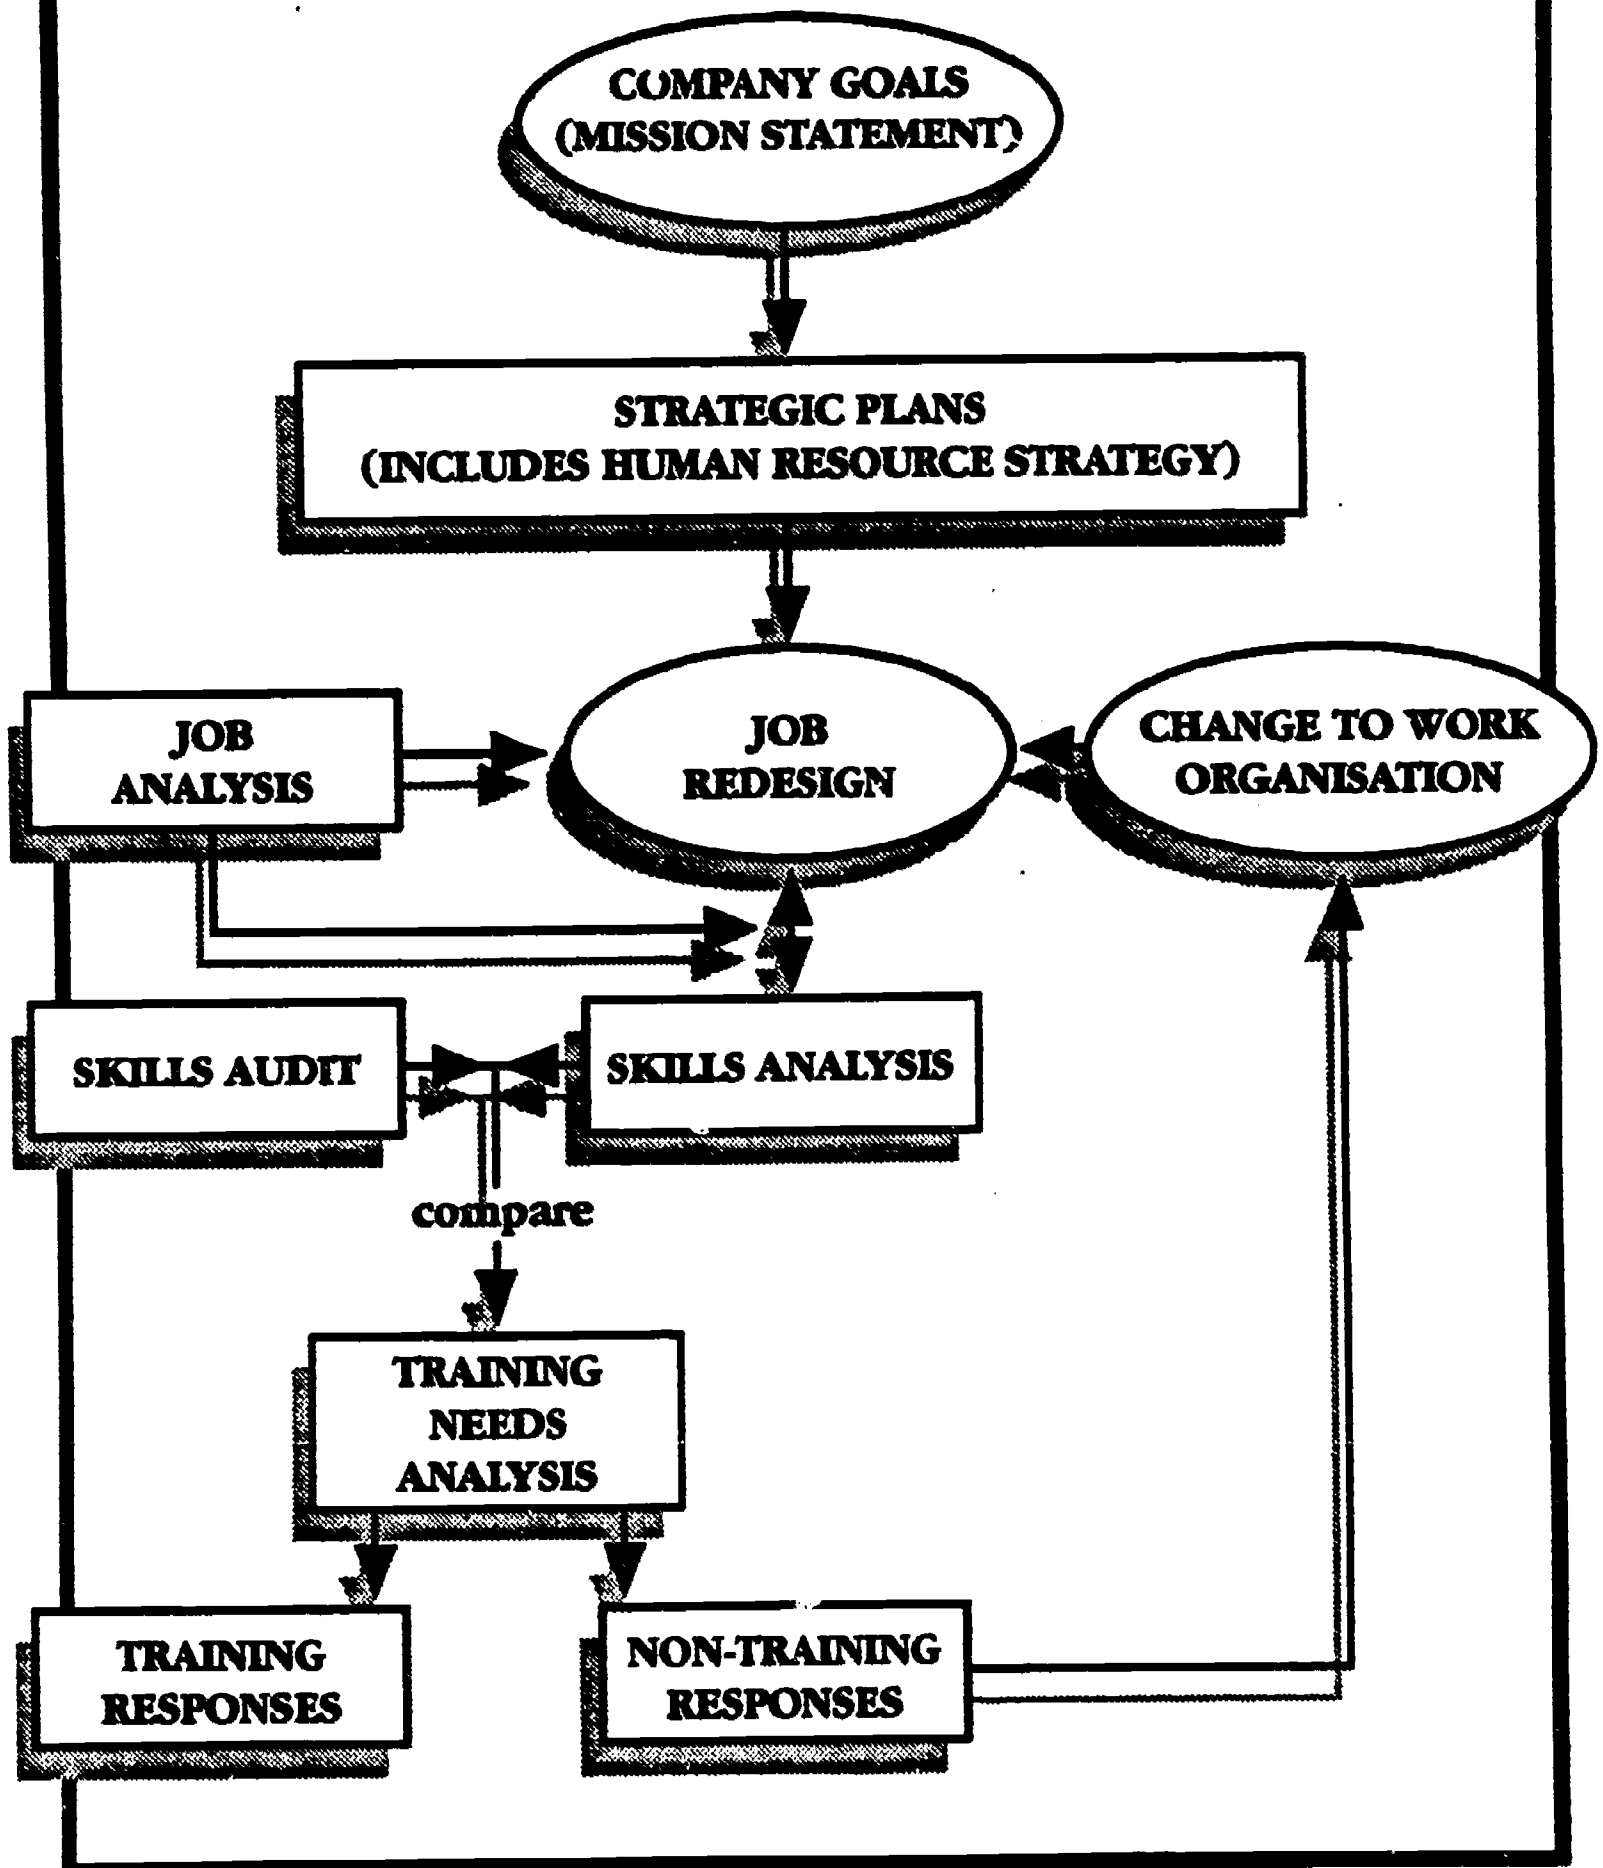 COMPANY GOALS
(MISSION STATEMENT)
STRATEGIC PLANS
(INCLUDES HUMAN RESOURCE STRATEGY)
JOB
ANALYSIS
JOB
REDESIGN
CHANGE TO WORK
ORGANISATION
SKILLS AUDIT
SKILLS ANALYSIS
compare
TRAINING
NEEDS
ANALYSIS
TRAINING
RESPONSES
NON-TRAINING
RESPONSES